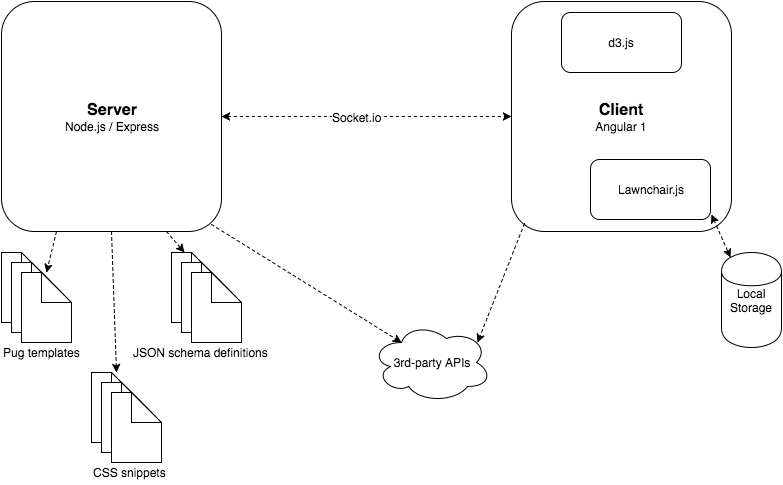 d3.js
Server
Node.js / Express
Socket.io
Client
Angular 1
Lawnchair.js
Local
Storage
Pug templates
JSON schema definitions
3rd-party APIs
CSS snippets